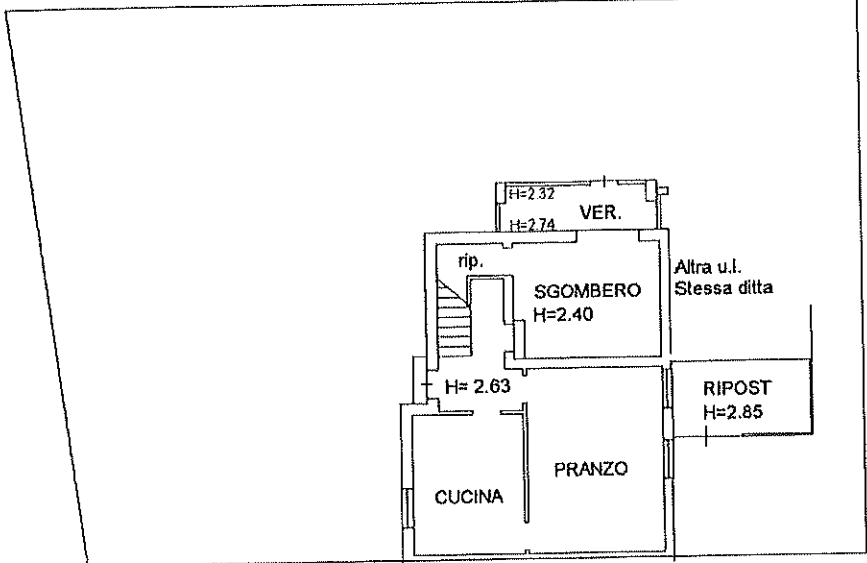 H=2.32
VER.
H=2.74
rip.
Altra u.I.
Stessa ditta
SGOMBERO
H=2.40
H= 2.63
RIPOST
H=2.85
PRANZO
CUCINA